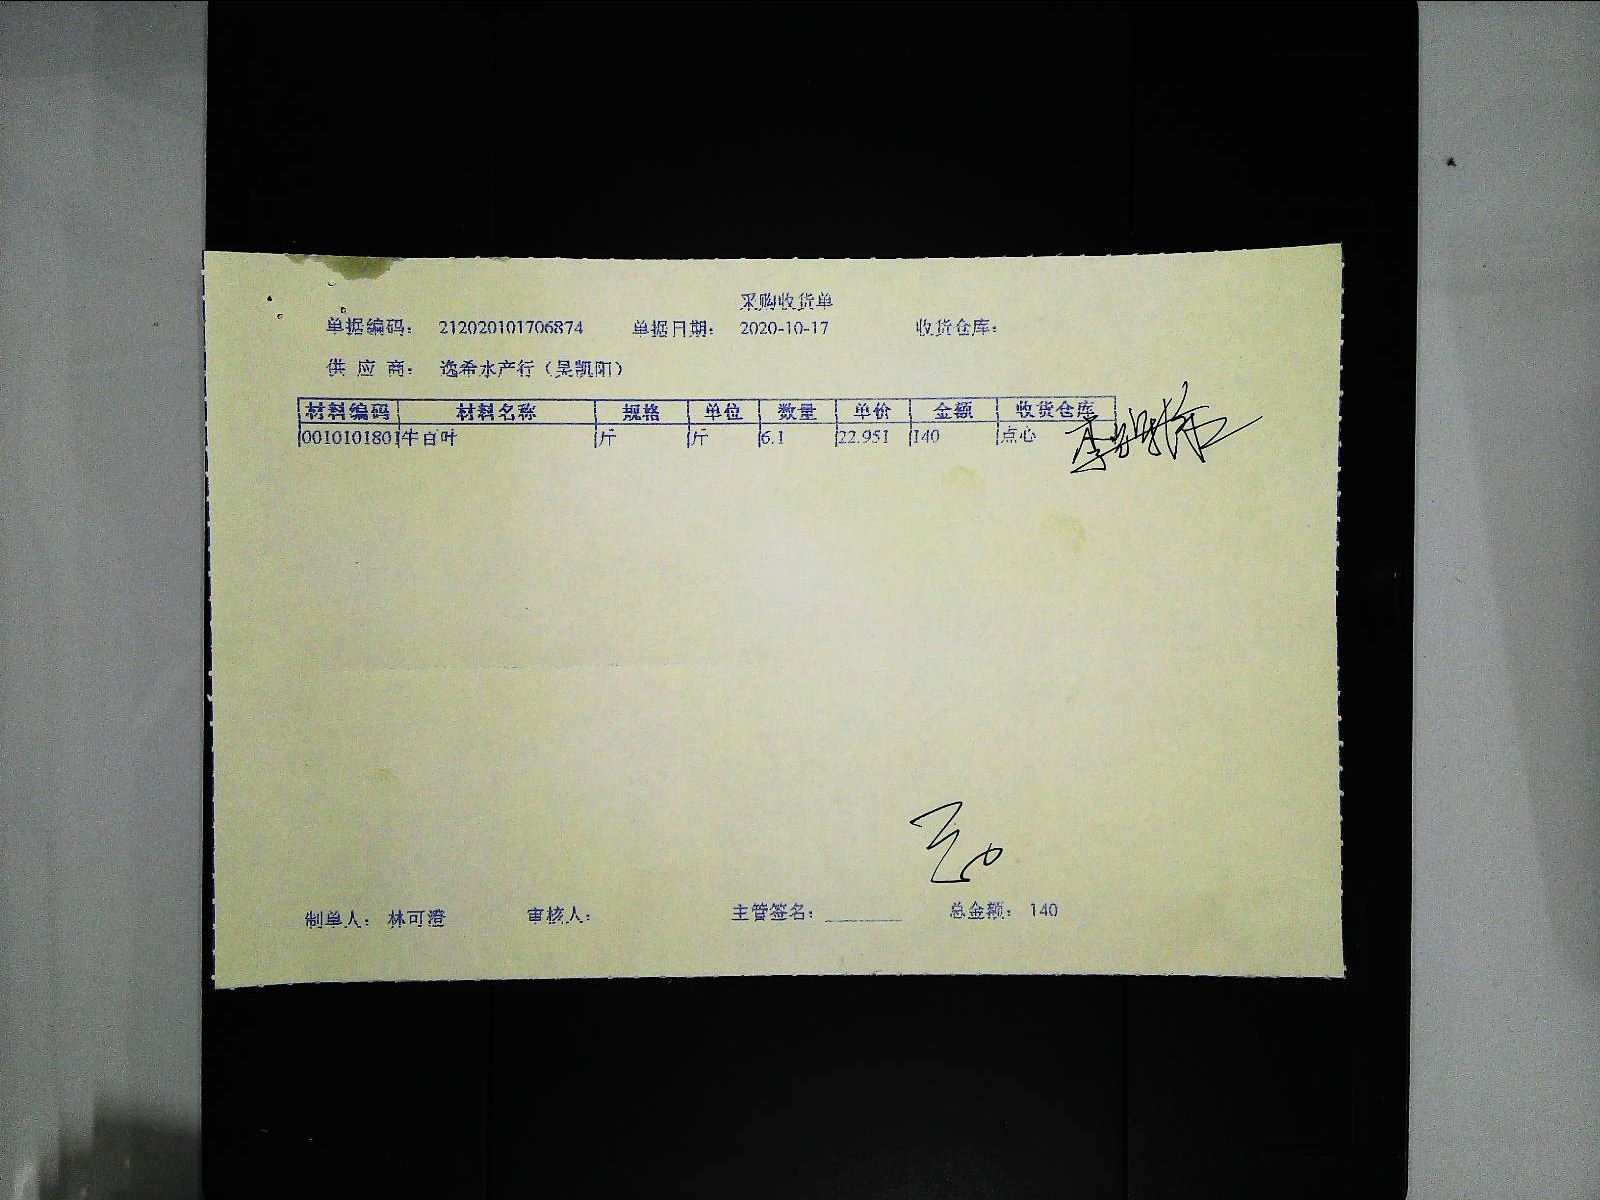 采购收货单
单据编码： 212020101706874 单据日期： 2020-10-17 收货仓库：
供 应 商： 逸希水产行（吴凯阳）
材料编码 材料名称 规格 单位 数量 单价 金额 收货仓库
0010101801 牛百叶 斤 斤 6.1 22.951 140 点心
制单人： 林可澄 审核人： 主管签名： 总金额： 140